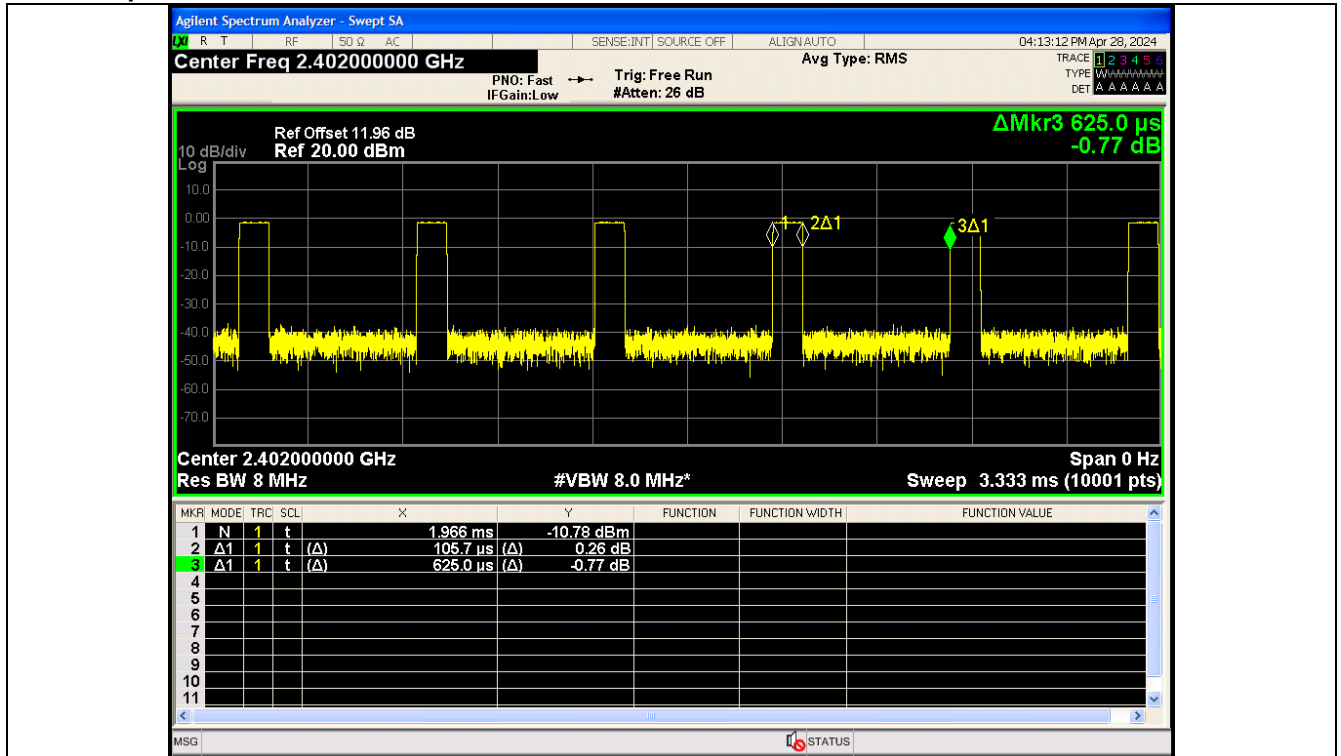 Agilent Spectrum Analyzer - Swept SA
LXI R T RF 50 Ω AC SENSE:INT SOURCE OFF ALIGN AUTO 04:13:12 PM Apr 28, 2024
Center Freq 2.402000000 GHz Avg Type: RMS TRACE 1 2 3 4 5 6
PNO: Fast Trig: Free Run TYPE
IFGain:Low #Atten: 26 dB DET A A A A A A
ΔMkr3 625.0 µs
Ref Offset 11.96 dB
10 dB/div Ref 20.00 dBm -0.77 dB
Log
10.0
0.00
1 2Δ1 3Δ1
-10.0
-20.0
-30.0
-40.0
-50.0
-60.0
-70.0
Center 2.402000000 GHz Span 0 Hz
Res BW 8 MHz #VBW 8.0 MHz* Sweep 3.333 ms (10001 pts)
MKR MODE TRC SCL X Y FUNCTION FUNCTION WIDTH FUNCTION VALUE
1 N 1 t 1.966 ms -10.78 dBm
2 Δ1 1 t (Δ) 105.7 µs (Δ) 0.26 dB
3 Δ1 1 t (Δ) 625.0 µs (Δ) -0.77 dB
4
5
6
7
8
9
10
11
MSG STATUS